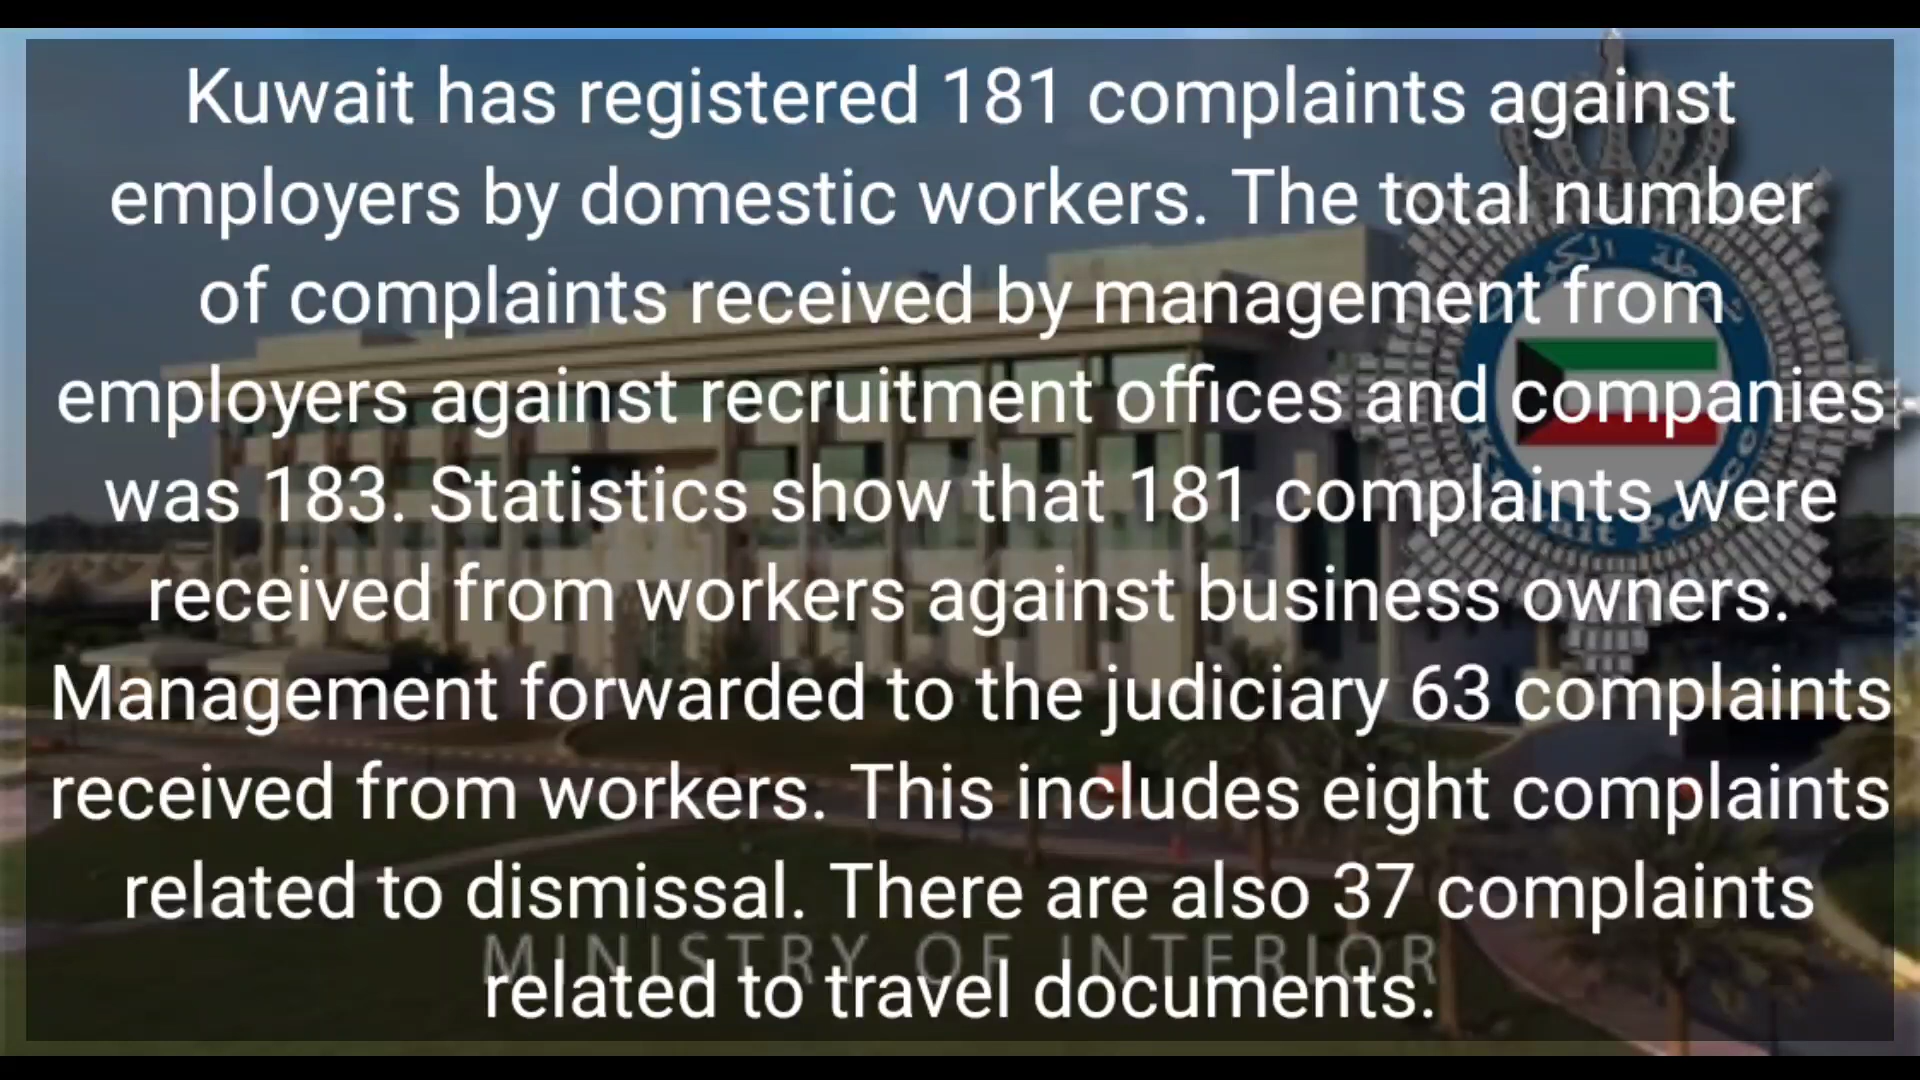 Kuwait has registered 181 complaints against
employers by domestic workers. The total number
of complaints received by management from
employers against recruitment offices and companies
was 183. Statistics show that 181 complaints were
received from workers against business owners.
Management forwarded to the judiciary 63 complaints
received from workers. This includes eight complaints
related to dismissal. There are also 37 complaints
related to travel documents.
MINISTRY OF INTERIOR